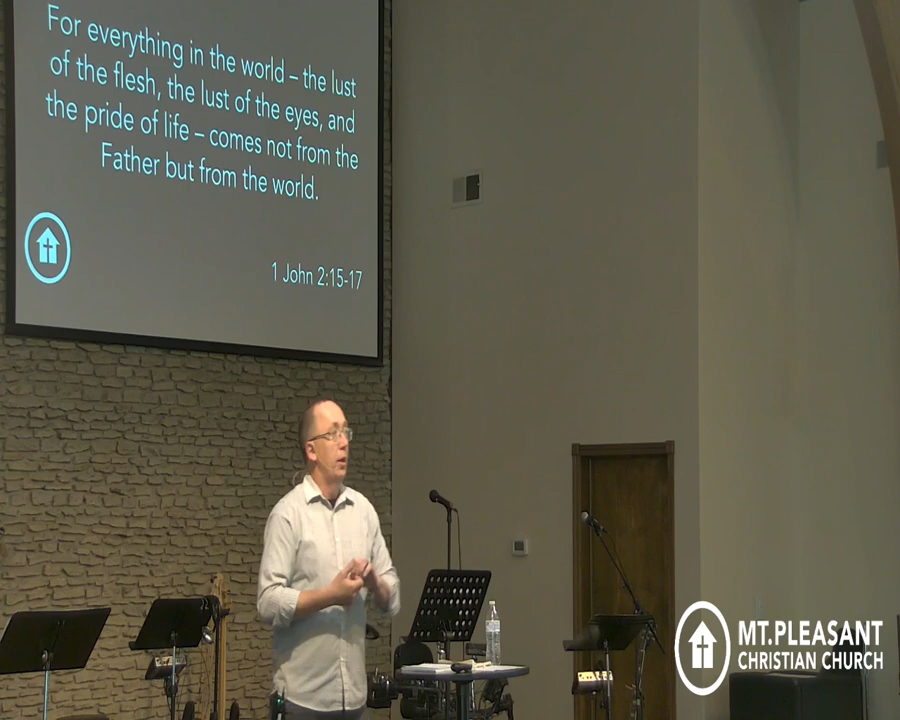 For everything in the world – the lust
of the flesh, the lust of the eyes, and
the pride of life – comes not from the
Father but from the world.
1 John 2:15-17
MT.PLEASANT
CHRISTIAN CHURCH